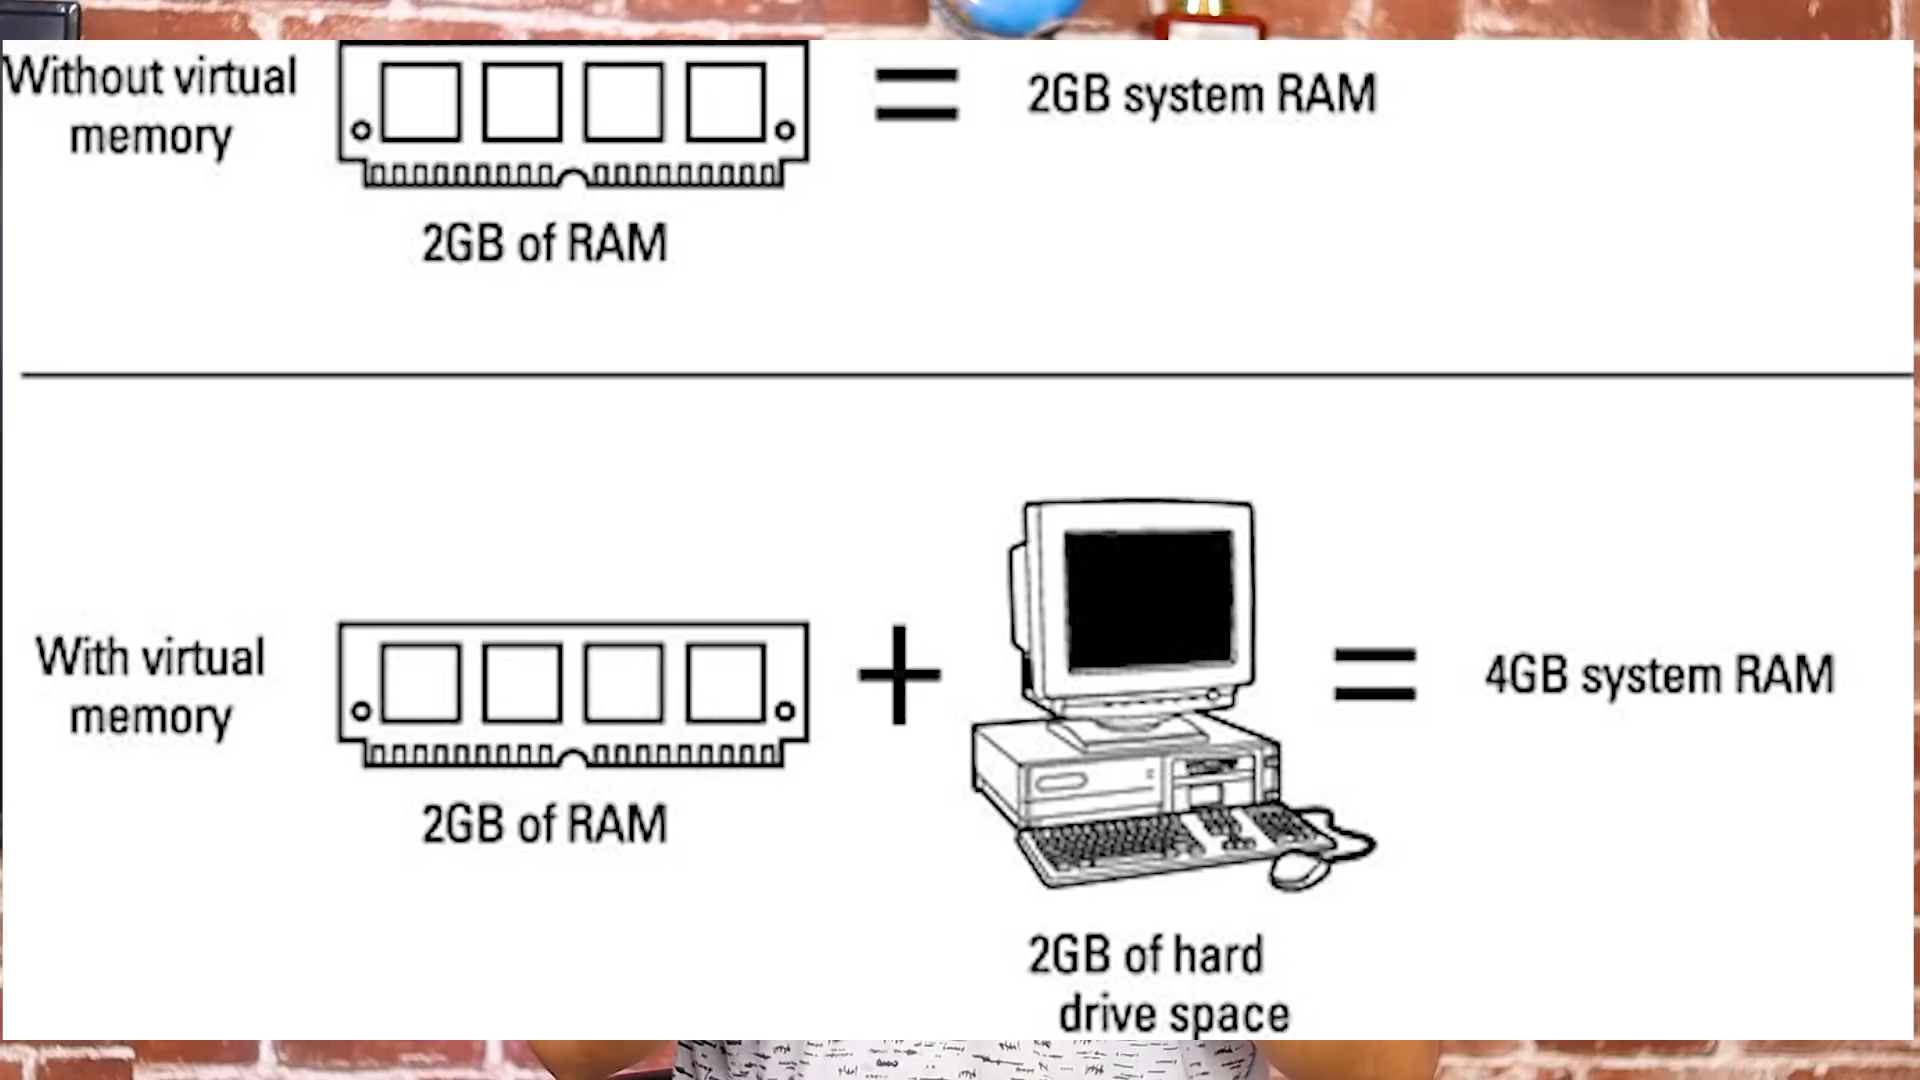 Without virtual
memory
2GB system RAM
2GB of RAM
With virtual
memory
4GB system RAM
2GB of RAM
2GB of hard
drive space